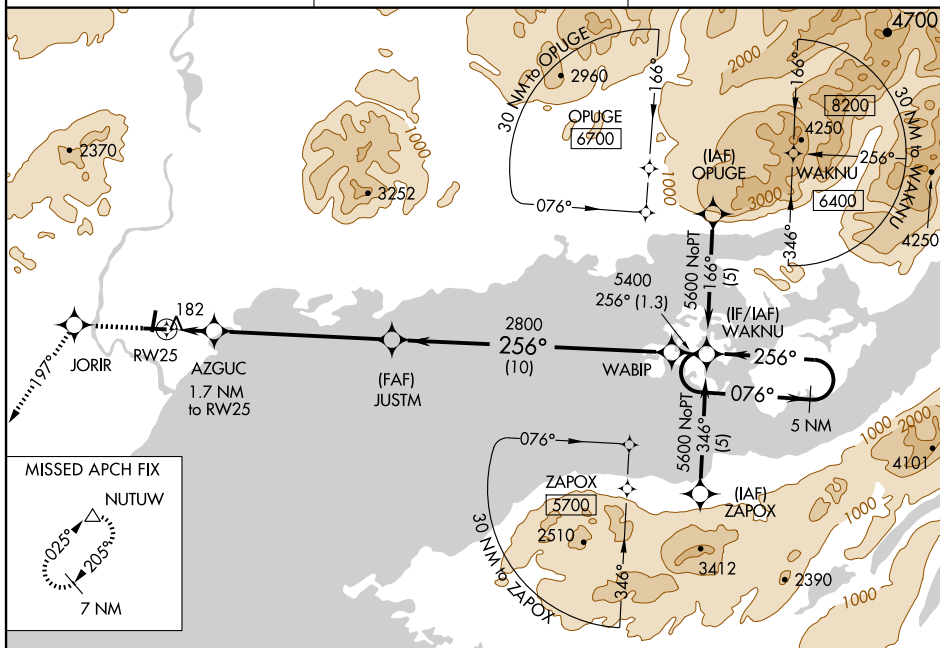 4700
30 NM to OPUGE
2960
166°
2000
166°
8200
30 NM to WAKNU
OPUGE
6700
4250
2370
1000
(IAF)
OPUGE
WAKNU
256°
3252
1000
3000
6400
076°
346°
4250
5600 NoPT
166°
(5)
5400
256° (1.3)
(IF/IAF)
WAKNU
182
2800
256°
(10)
256°
JORIR
RW25
AZGUC
1.7 NM
to RW25
(FAF)
JUSTM
WABIP
076°
5 NM
197°
5600 NoPT
346°
(5)
1000
2000
076°
4101
MISSED APCH FIX
NUTUW
025°
205°
7 NM
ZAPOX
5700
(IAF)
ZAPOX
1000
2510
346°
30 NM to ZAPOX
3412
2390
1000